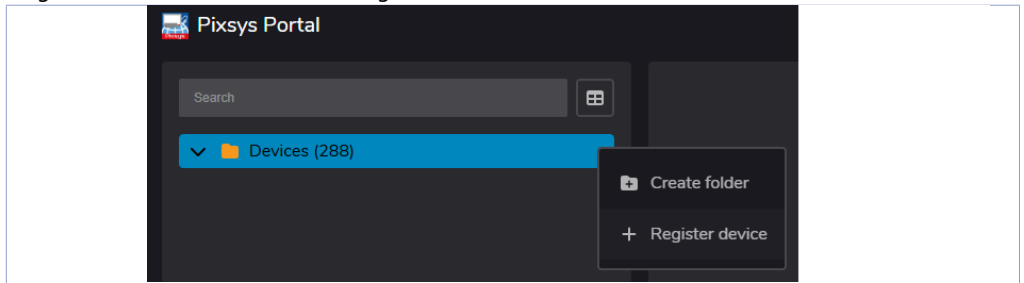 Pixsys Portal
Search
Devices (288)
Create folder
Register device